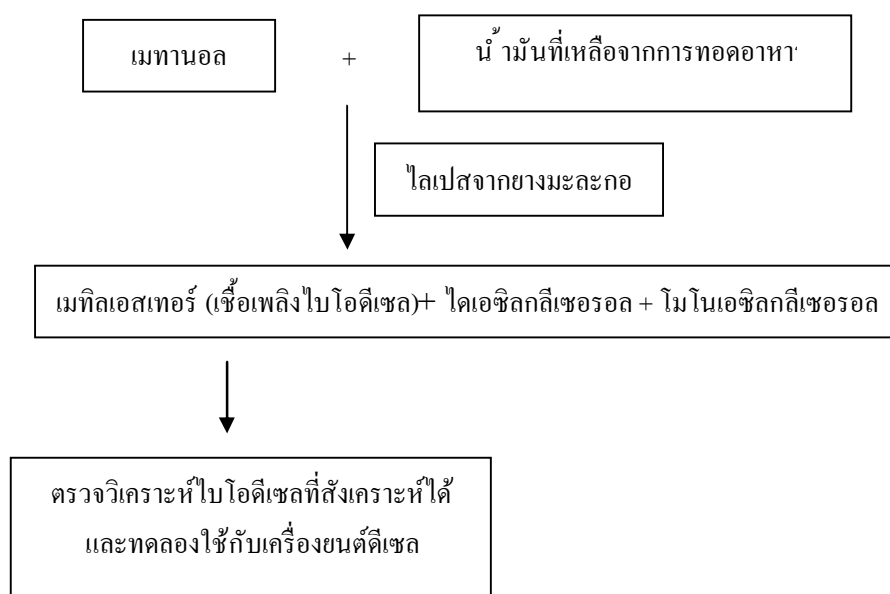 เมทานอล + น้ำมันที่เหลือจากการทอดอาหาร
ไลเปสจากยางมะละกอ
เมทิลเอสเทอร์ (เชื้อเพลิงไบโอดีเซล)+ ไดเอซิลกลีเซอรอล + โมโนเอซิลกลีเซอรอล
ตรวจวิเคราะห์ไบโอดีเซลที่สังเคราะห์ได้
และทดลองใช้กับเครื่องยนต์ดีเซล